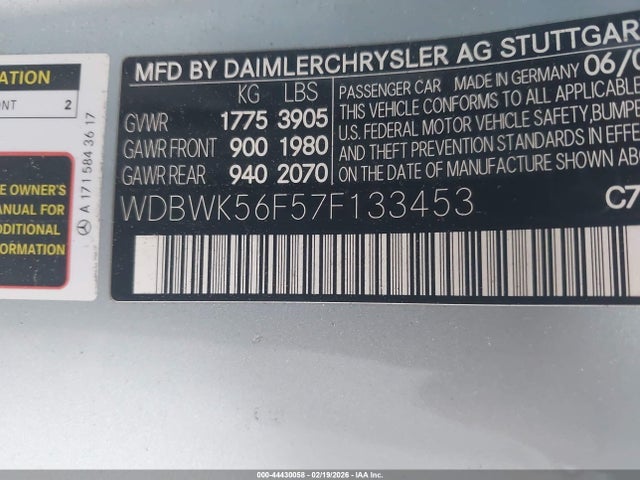 ATION
ONT 2
E OWNER'S
ANUAL FOR
DDITIONAL
FORMATION
A 171 584 36 17
MFD BY DAIMLERCHRYSLER AG STUTTGAR
KG LBS
GVWR 1775 3905
GAWR FRONT 900 1980
GAWR REAR 940 2070
PASSENGER CAR MADE IN GERMANY 06/0
THIS VEHICLE CONFORMS TO ALL APPLICABLE
U.S. FEDERAL MOTOR VEHICLE SAFETY, BUMPE
AND THEFT PREVENTION STANDARDS IN EFFE
ON THE DATE OF MANUFACTURE SHOWN ABO
WDBWK56F57F133453 C7
000-44430058 - 02/19/2026 - IAA Inc.